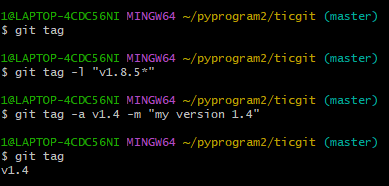 1@LAPTOP-4CDC56NI MINGW64 ~/pyprogram2/ticgit (master)
$ git tag
1@LAPTOP-4CDC56NI MINGW64 ~/pyprogram2/ticgit (master)
$ git tag -l "v1.8.5*"
1@LAPTOP-4CDC56NI MINGW64 ~/pyprogram2/ticgit (master)
$ git tag -a v1.4 -m "my version 1.4"
1@LAPTOP-4CDC56NI MINGW64 ~/pyprogram2/ticgit (master)
$ git tag
v1.4